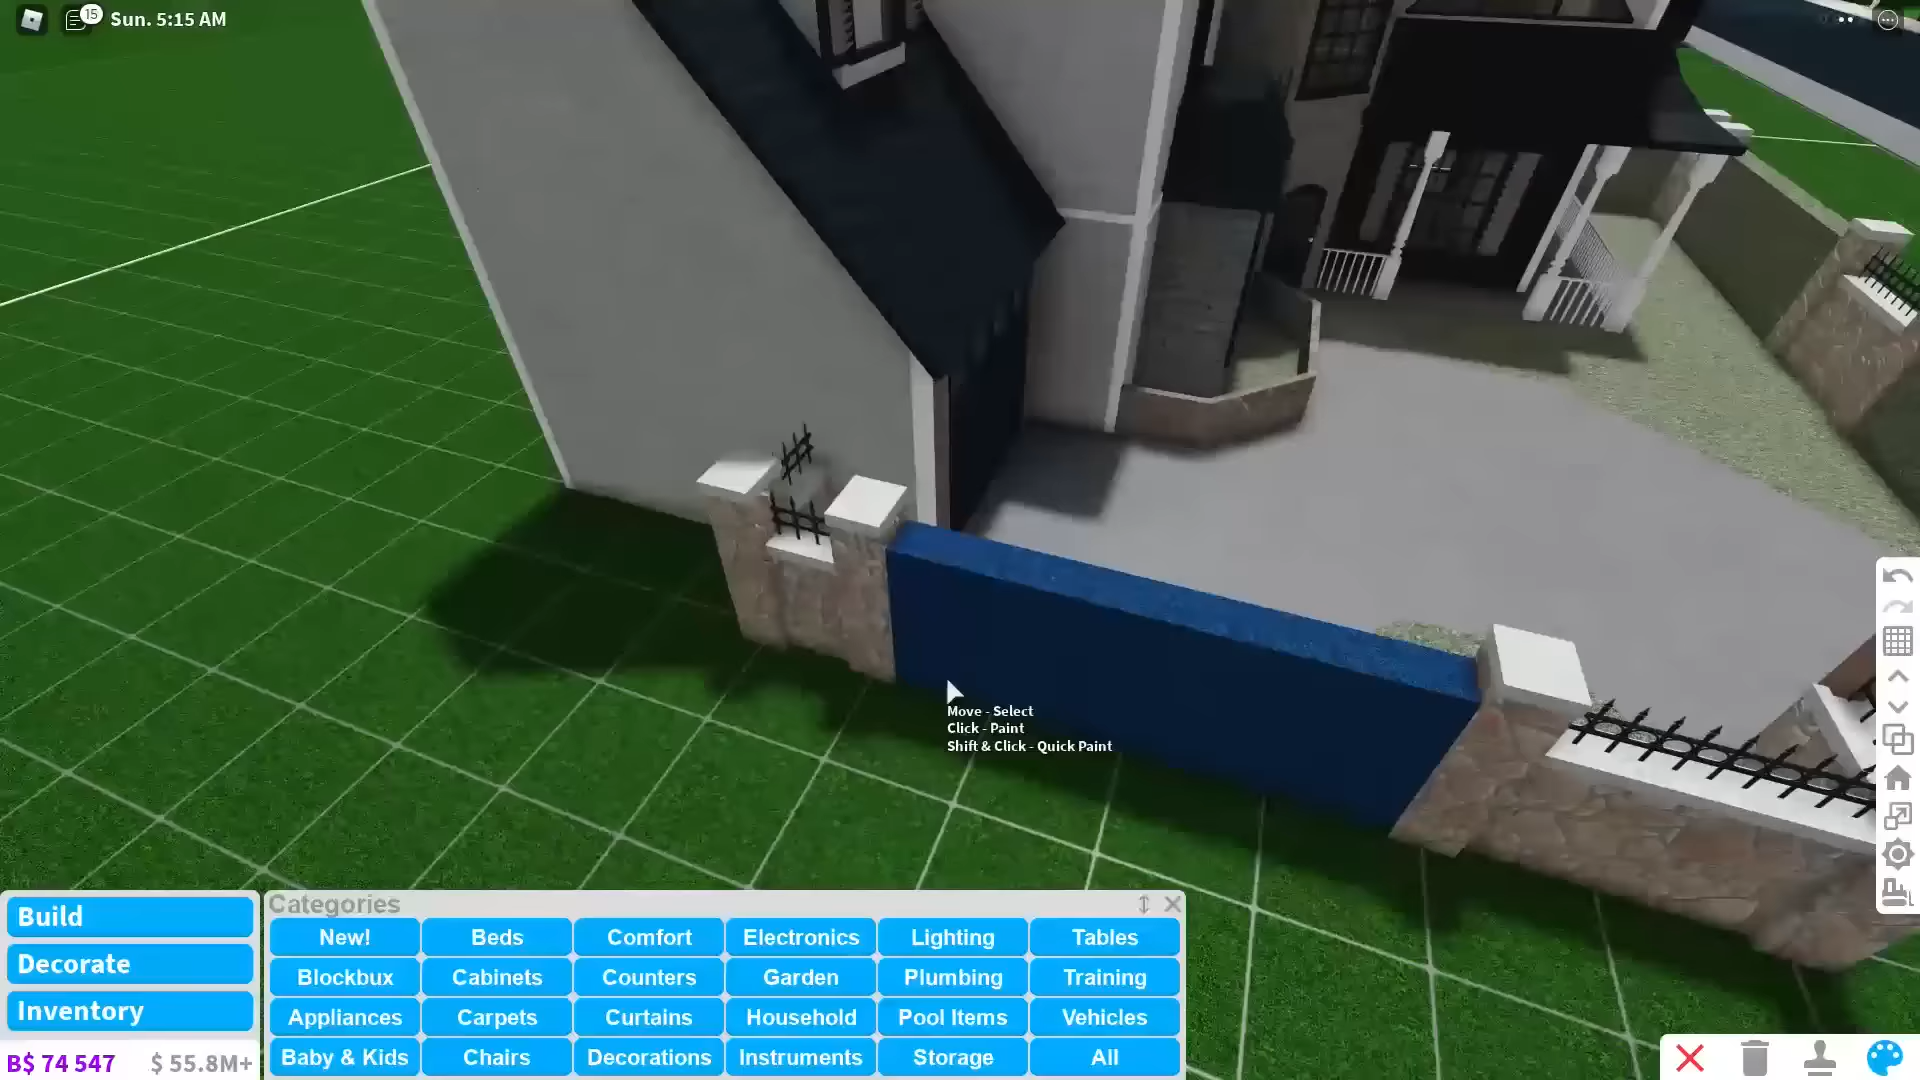 15
Sun. 5:15 AM
Move - Select
Click - Paint
Shift & Click - Quick Paint
Build
Decorate
Inventory
B$ 74 547
$ 55.8M+
Categories
New!
Beds
Comfort
Electronics
Lighting
Tables
Blockbux
Cabinets
Counters
Garden
Plumbing
Training
Appliances
Carpets
Curtains
Household
Pool Items
Vehicles
Baby & Kids
Chairs
Decorations
Instruments
Storage
All